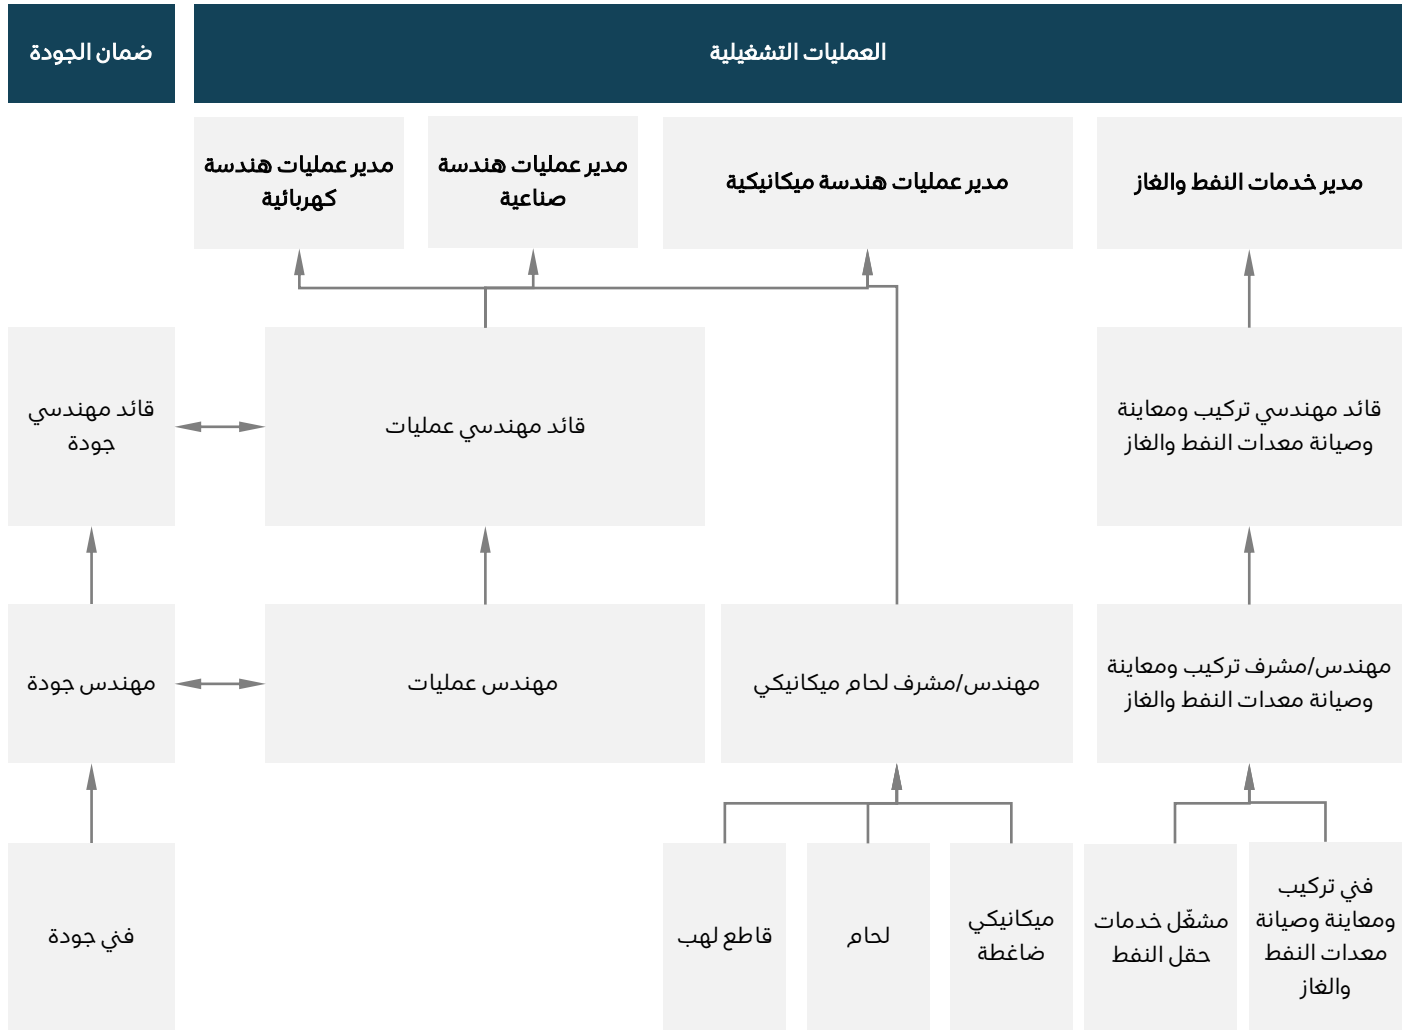 العمليات التشغيلية
ضمان الجودة
مدير خدمات النفط والغاز
مدير عمليات هندسة ميكانيكية
مدير عمليات هندسة
صناعية
مدير عمليات هندسة
كهربائية
قائد مهندسي تركيب ومعاينة
وصيانة معدات النفط والغاز
قائد مهندسي عمليات
قائد مهندسي
جودة
مهندس/مشرف تركيب ومعاينة
وصيانة معدات النفط والغاز
مهندس/مشرف لحام ميكانيكي
مهندس عمليات
مهندس جودة
فني تركيب
ومعاينة وصيانة
معدات النفط
والغاز
مشغّل خدمات
حقل النفط
ميكانيكي
ضاغطة
لحام
قاطع لهب
فني جودة